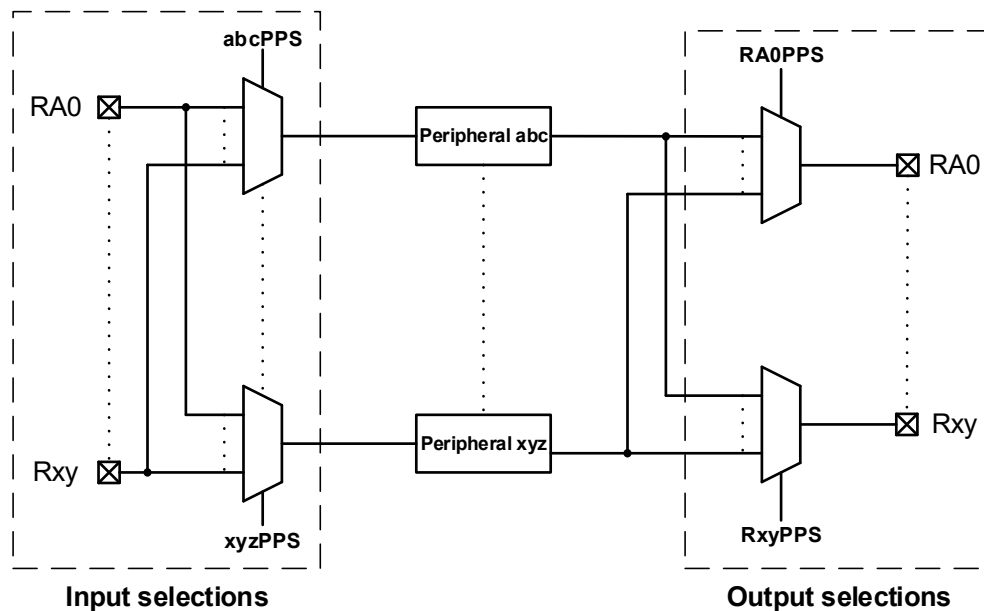 abcPPS
RA0PPS
RA0
Peripheral abc
RA0
Rxy
Peripheral xyz
Rxy
xyzPPS
RxyPPS
Input selections
Output selections